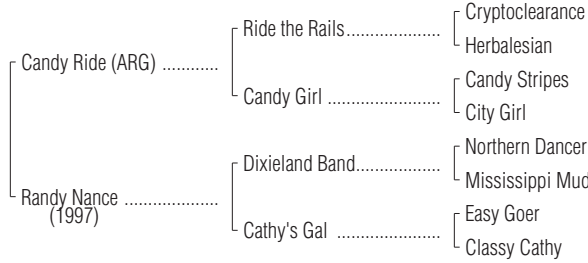 Cryptoclearance
Ride the Rails....................
Herbalesian
Candy Ride (ARG) ............
Candy Stripes
Candy Girl ........................
City Girl
Northern Dancer
Dixieland Band..................
Mississippi Mud
Randy Nance ....................
(1997)
Easy Goer
Cathy's Gal ......................
Classy Cathy